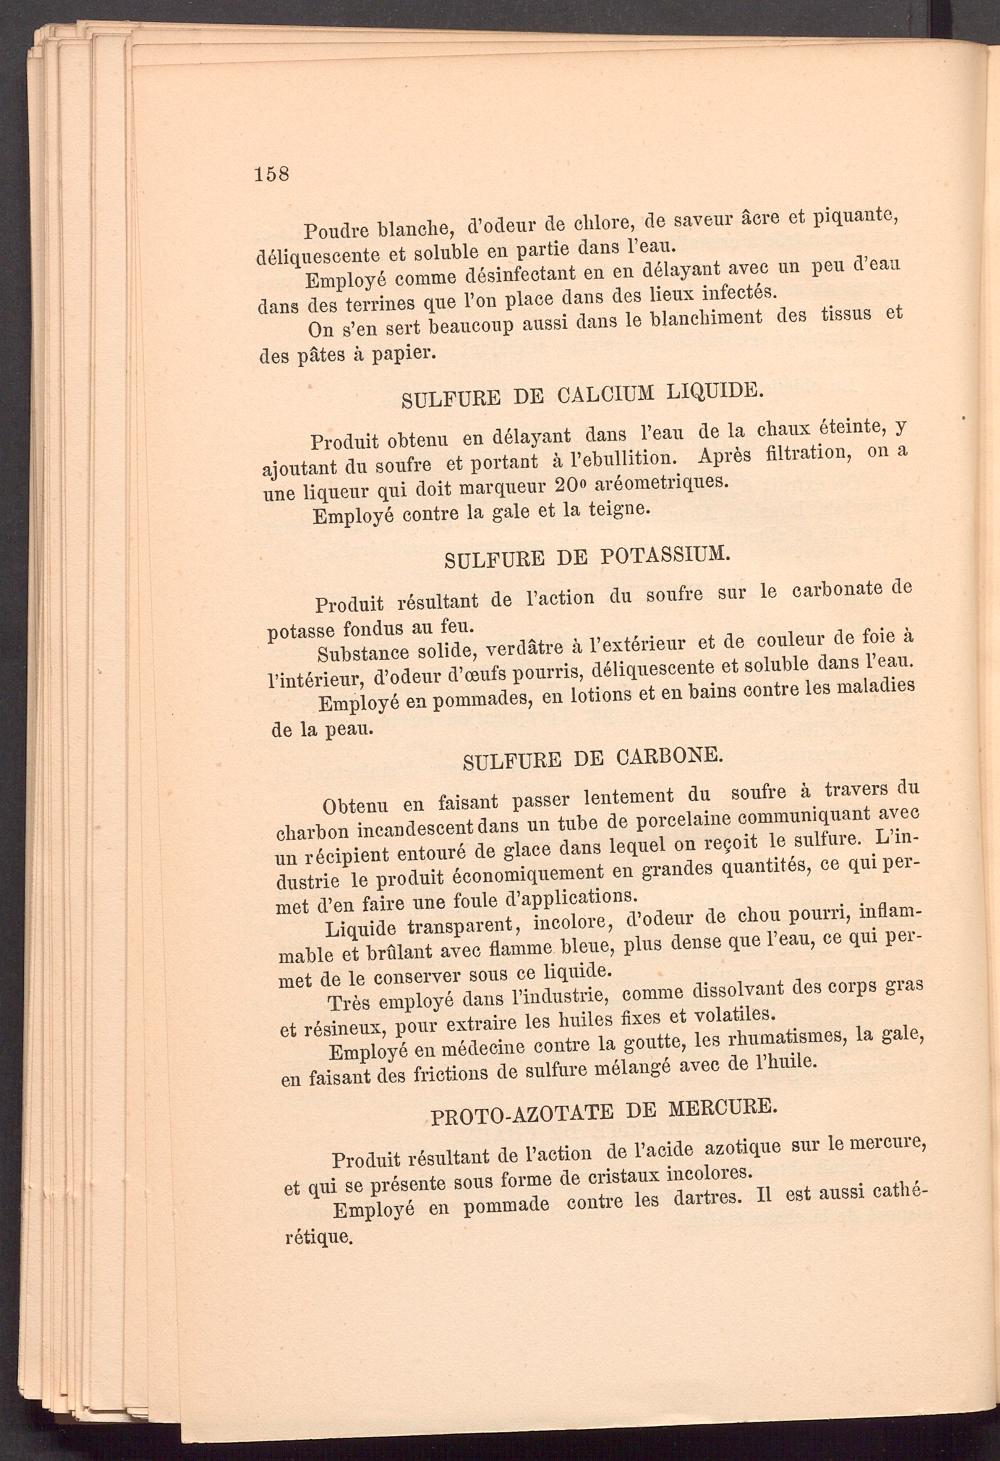 158
Poudre blanche, d'odeur de chlore, de saveur âcre et piquante,
déliquescente et soluble en partie dans l'eau.
Employé comme désinfectant en en délayant avec un peu d'eau
dans des terrines que l'on place dans des lieux infectés.
On s'en sert beaucoup aussi dans le blanchiment des tissus et
des pâtes à papier.
SULFURE DE CALCIUM LIQUIDE.
Produit obtenu en délayant dans l'eau de la chaux éteinte, y
ajoutant du soufre et portant à l'ebullition. Après filtration, on a
une liqueur qui doit marqueur 20º aréometriques.
Employé contre la gale et la teigne.
SULFURE DE POTASSIUM.
Produit résultant de l'action du soufre sur le carbonate de
potasse fondus au feu.
Substance solide, verdâtre à l'extérieur et de couleur de foie à
l'intérieur, d'odeur d'œufs pourris, déliquescente et soluble dans l'eau.
Employé en pommades, en lotions et en bains contre les maladies
de la peau.
SULFURE DE CARBONE.
Obtenu en faisant passer lentement du soufre à travers du
charbon incandescent dans un tube de porcelaine communiquant avec
un récipient entouré de glace dans lequel on reçoit le sulfure. L'in-
dustrie le produit économiquement en grandes quantités, ce qui per-
met d'en faire une foule d'applications.
Liquide transparent, incolore, d'odeur de chou pourri, inflam-
mable et brûlant avec flamme bleue, plus dense que l'eau, ce qui per-
met de le conserver sous ce liquide.
Très employé dans l'industrie, comme dissolvant des corps gras
et résineux, pour extraire les huiles fixes et volatiles.
Employé en médecine contre la goutte, les rhumatismes, la gale,
en faisant des frictions de sulfure mélangé avec de l'huile.
PROTO-AZOTATE DE MERCURE.
Produit résultant de l'action de l'acide azotique sur le mercure,
et qui se présente sous forme de cristaux incolores.
Employé en pommade contre les dartres. Il est aussi cathé-
rétique.